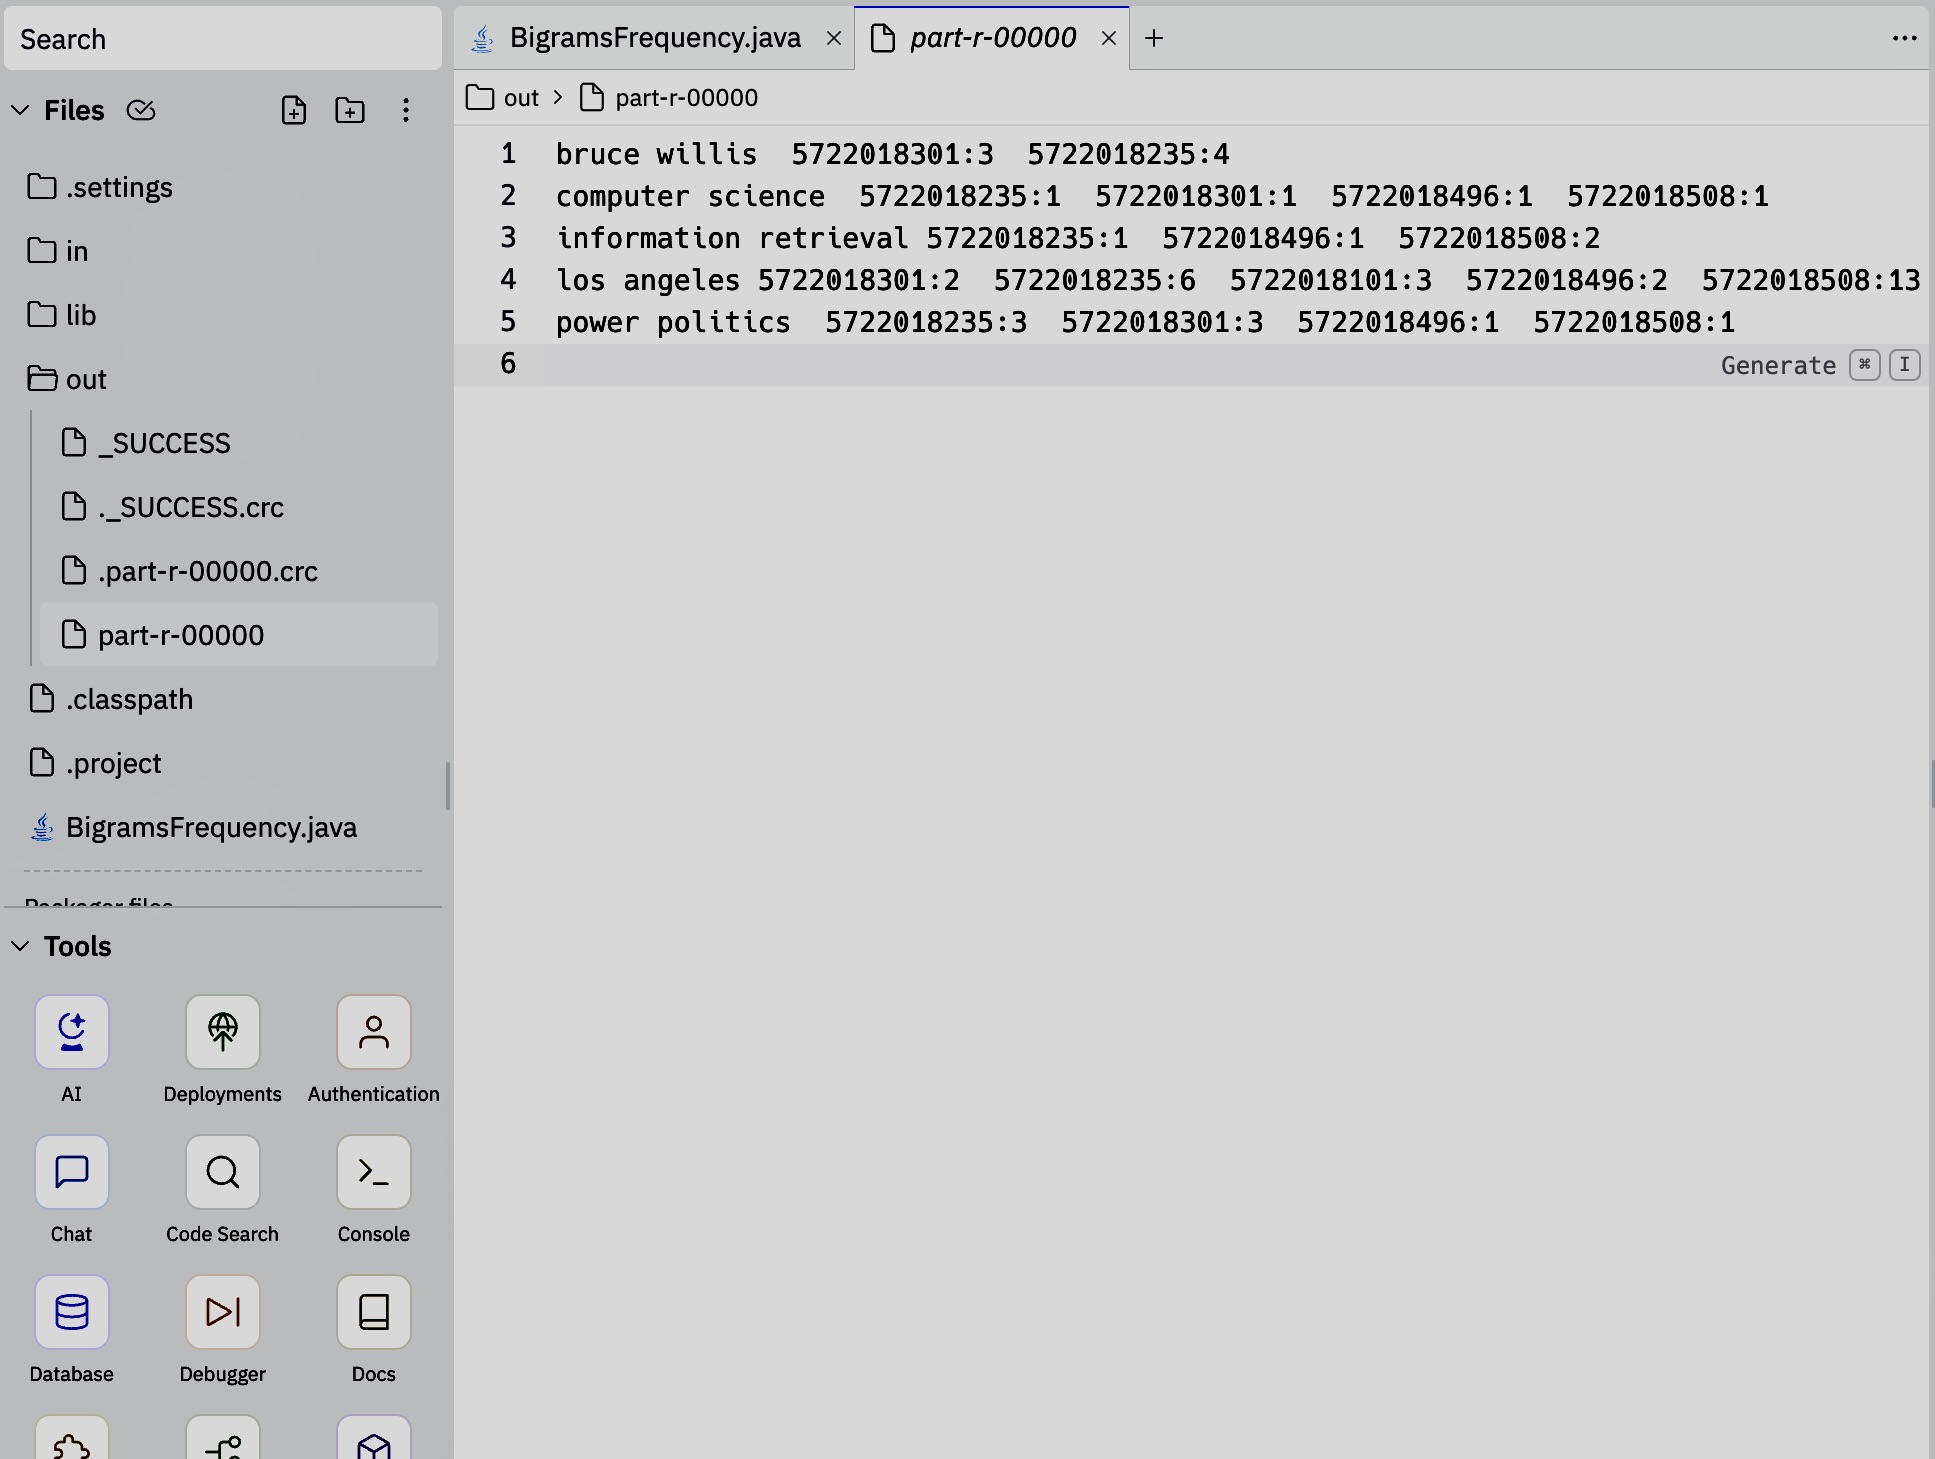 Search
Files
.settings
in
lib
out
_SUCCESS
._SUCCESS.crc
.part-r-00000.crc
part-r-00000
.classpath
.project
BigramsFrequency.java
Packager files
Tools
AI
Deployments
Authentication
Chat
Code Search
Console
Database
Debugger
Docs
BigramsFrequency.java
part-r-00000
out > part-r-00000
1 bruce willis 5722018301:3 5722018235:4
2 computer science 5722018235:1 5722018301:1 5722018496:1 5722018508:1
3 information retrieval 5722018235:1 5722018496:1 5722018508:2
4 los angeles 5722018301:2 5722018235:6 5722018101:3 5722018496:2 5722018508:13
5 power politics 5722018235:3 5722018301:3 5722018496:1 5722018508:1
6
Generate ⌘ I